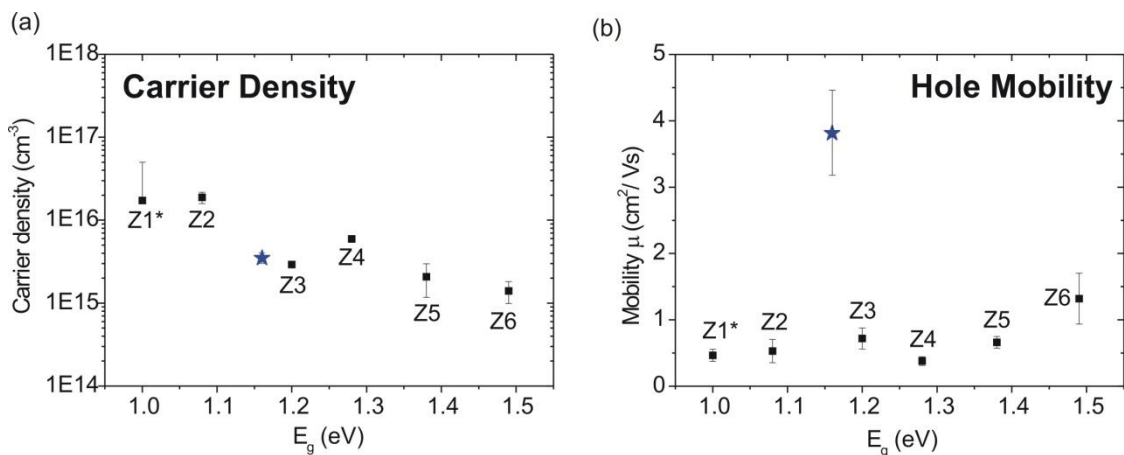 (a)
Carrier Density
Carrier density (cm⁻³)
1E18
1E17
1E16
1E15
1E14
Z1*
Z2
Z3
Z4
Z5
Z6
1.0 1.1 1.2 1.3 1.4 1.5
E_g (eV)
(b)
Hole Mobility
Mobility μ (cm²/ Vs)
5
4
3
2
1
0
Z1*
Z2
Z3
Z4
Z5
Z6
1.0 1.1 1.2 1.3 1.4 1.5
E_g (eV)